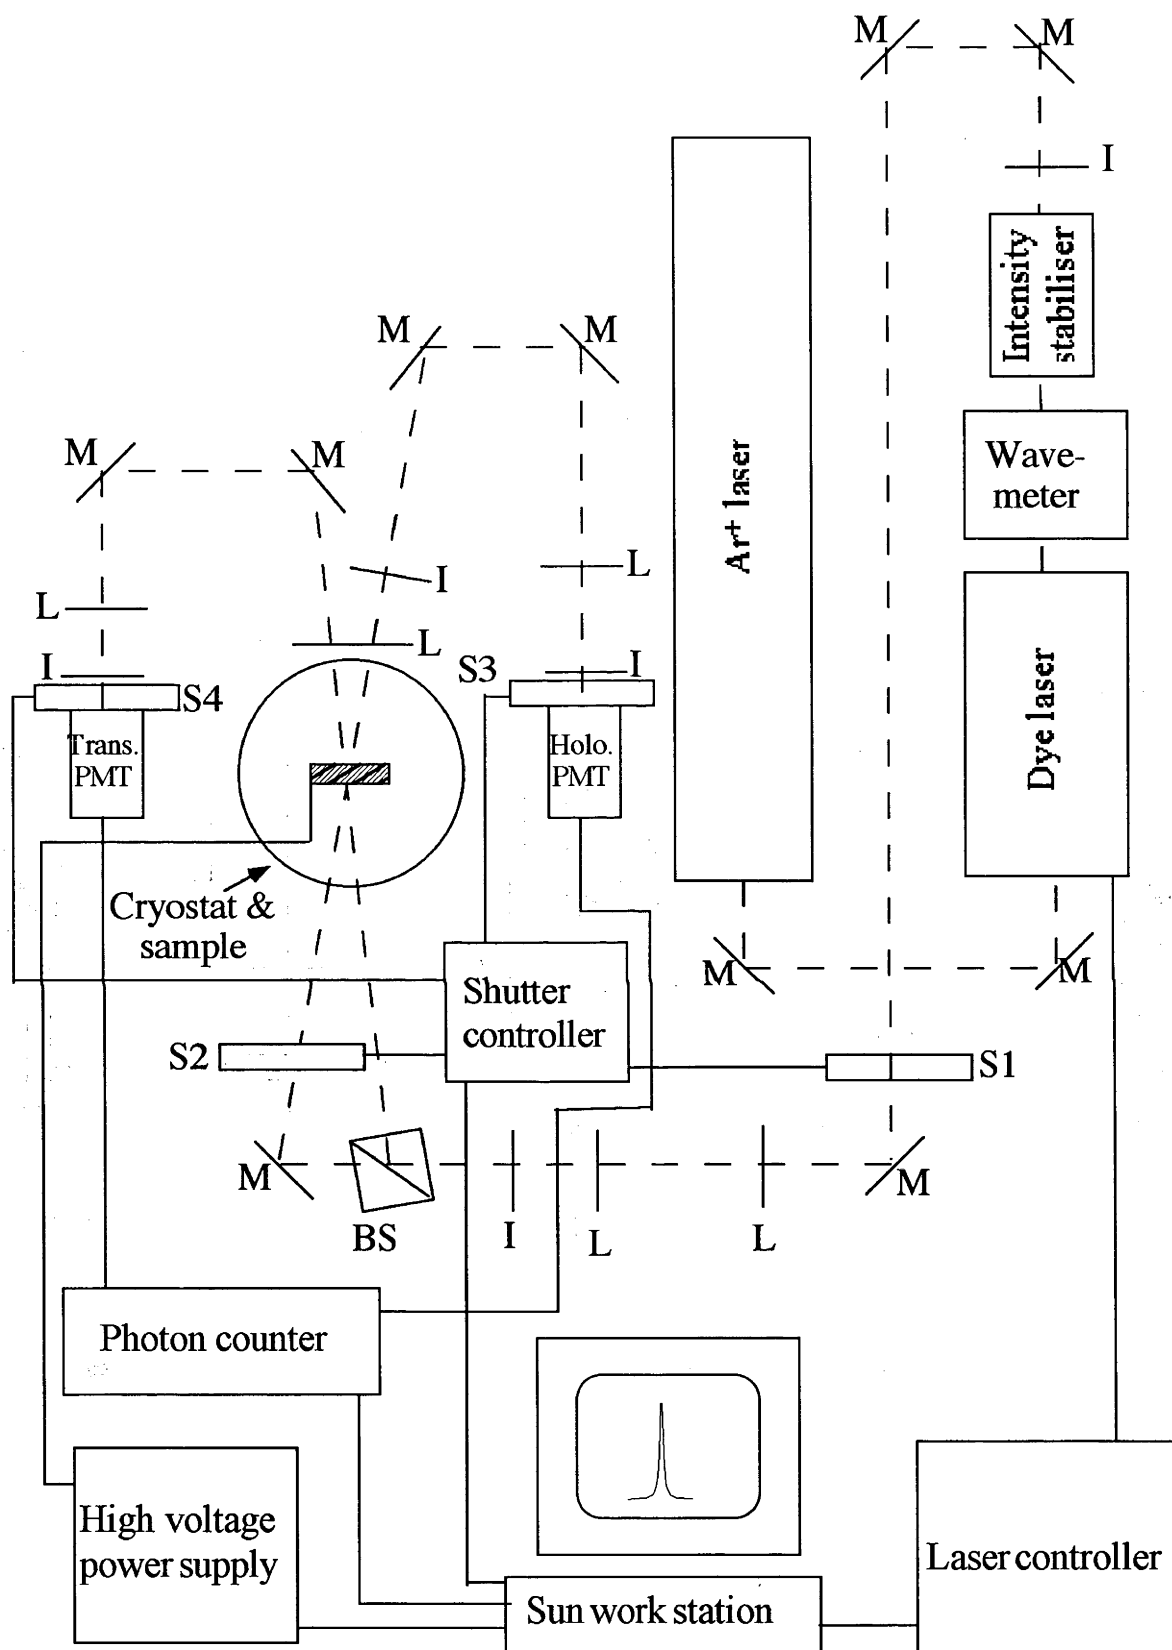 M
M
I
Intensity
stabiliser
M
M
Wave-
meter
M
M
Ar+ laser
I
L
L
L
S3
I
I
S4
Trans.
PMT
Holo.
PMT
Dye laser
Cryostat &
sample
M
M
Shutter
controller
S2
S1
M
M
BS
I
L
L
Photon counter
High voltage
power supply
Laser controller
Sun work station